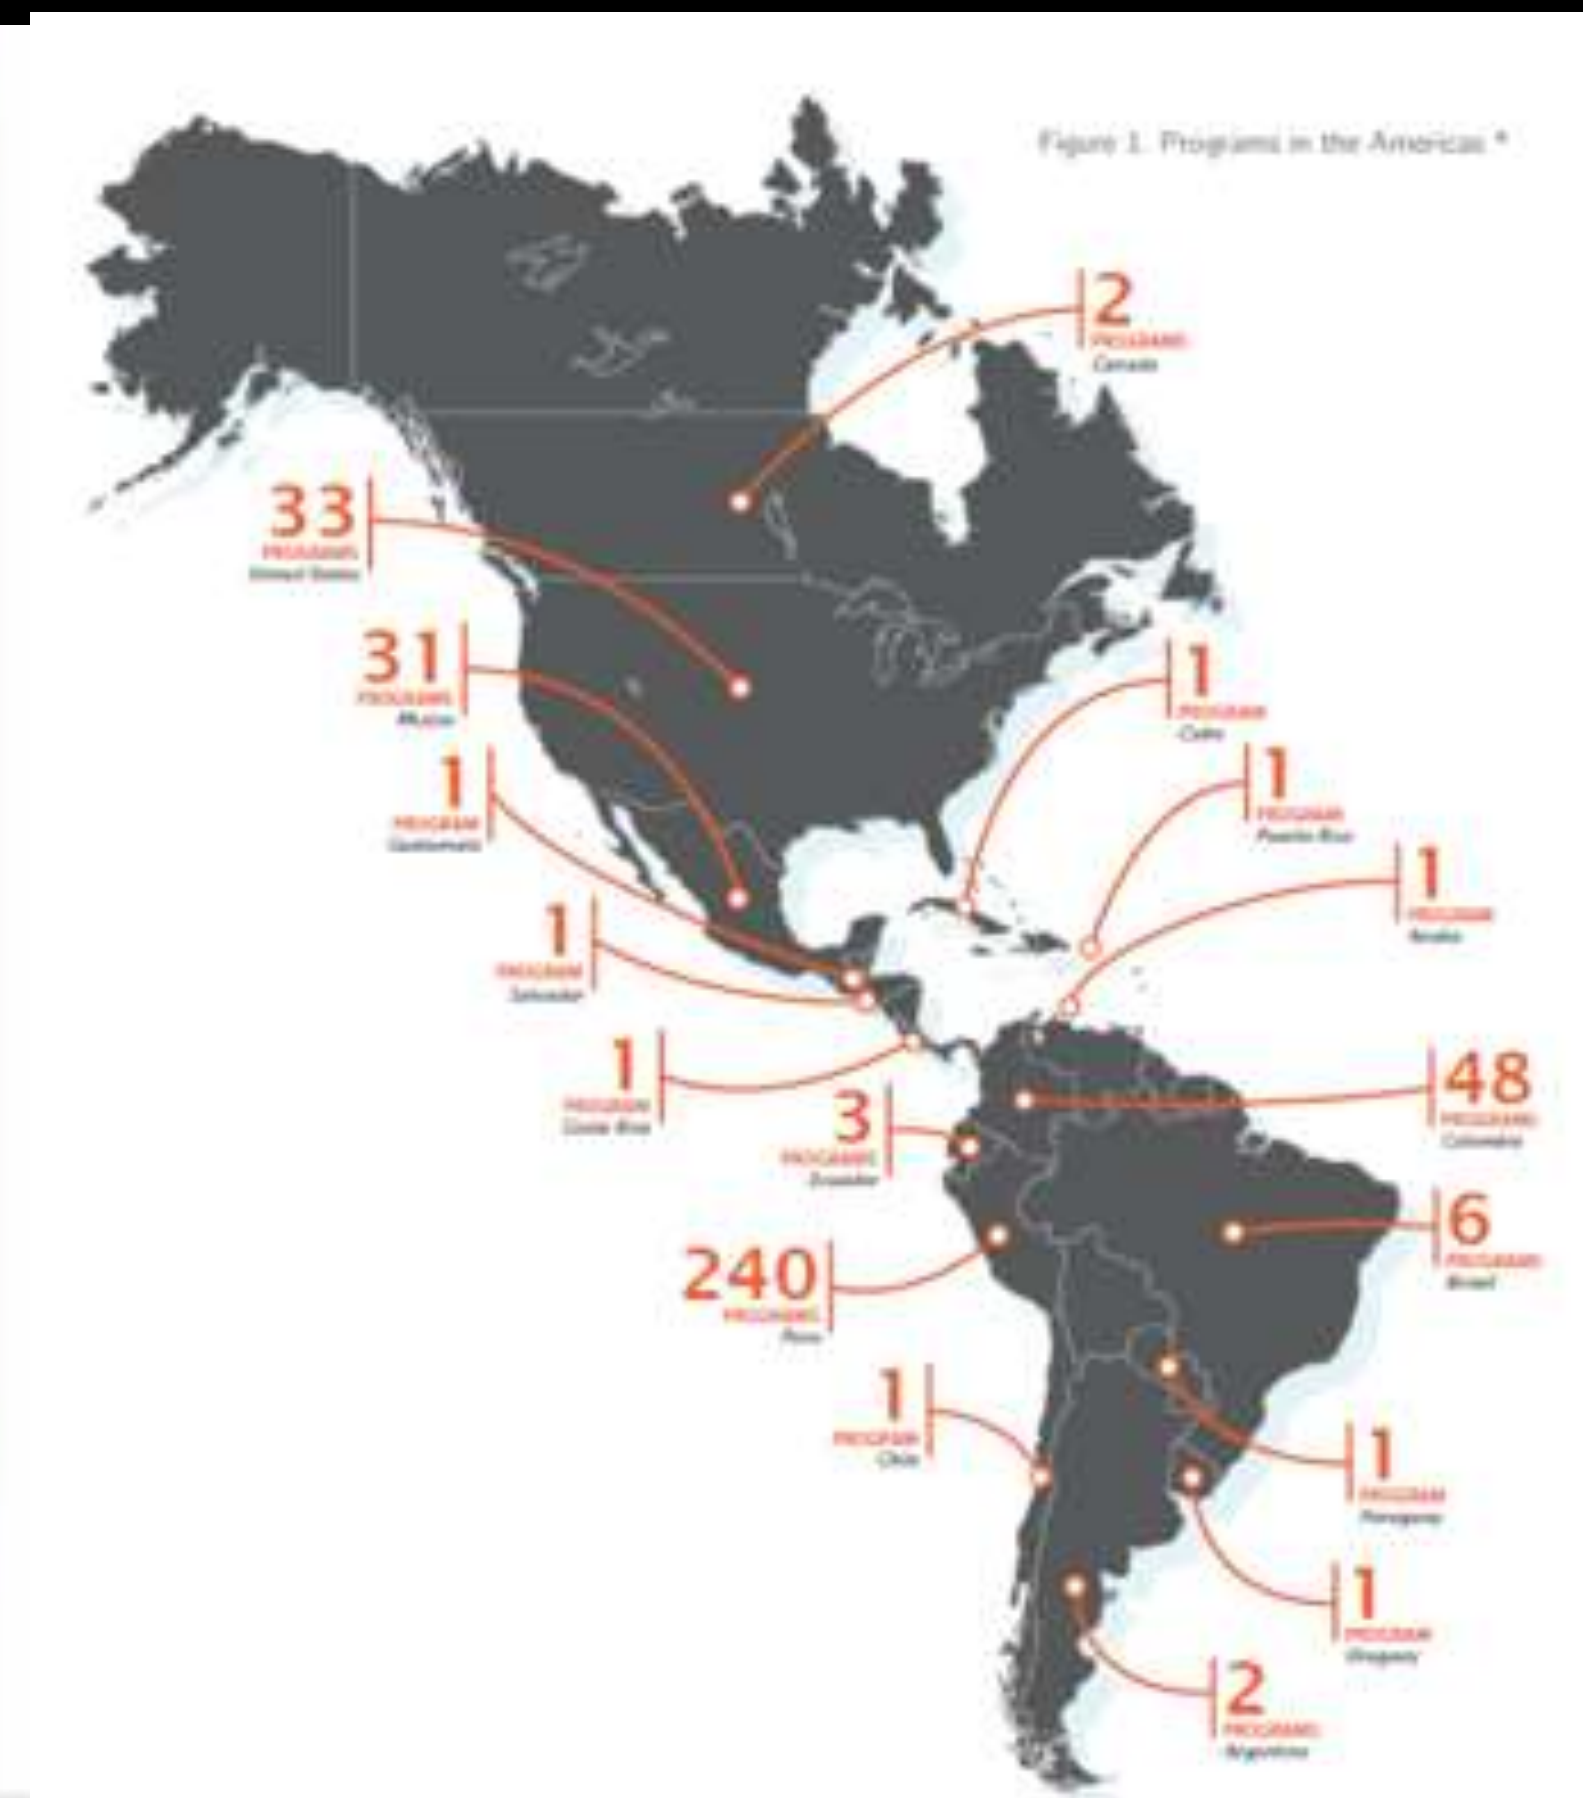 Figure 1. Programs in the Americas *
2
PROGRAMS
Canada
33
PROGRAMS
United States
31
PROGRAMS
Mexico
1
PROGRAM
Cuba
1
PROGRAM
Puerto Rico
1
PROGRAM
Guatemala
1
PROGRAM
Aruba
1
PROGRAM
Salvador
1
PROGRAM
Costa Rica
48
PROGRAMS
Colombia
3
PROGRAMS
Ecuador
6
PROGRAMS
Brasil
240
PROGRAMS
Peru
1
PROGRAM
Chile
1
PROGRAM
Paraguay
1
PROGRAM
Uruguay
2
PROGRAMS
Argentina